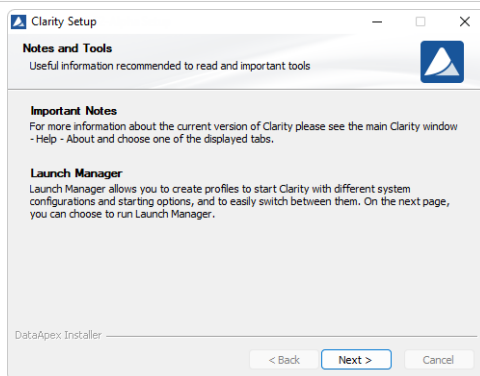 Clarity Setup
Notes and Tools
Useful information recommended to read and important tools
Important Notes
For more information about the current version of Clarity please see the main Clarity window
- Help - About and choose one of the displayed tabs.
Launch Manager
Launch Manager allows you to create profiles to start Clarity with different system
configurations and starting options, and to easily switch between them. On the next page,
you can choose to run Launch Manager.
DataApex Installer
< Back Next > Cancel